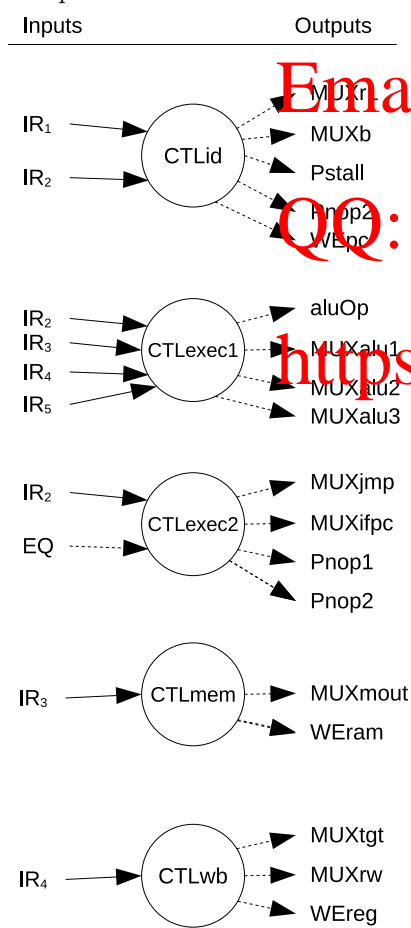 Inputs Outputs
IR1
IR2
CTLid
MUXr1
MUXb
Pstall
Pnop2
WEpc
Ema
QQ:
IR2
IR3
IR4
IR5
CTLexec1
aluOp
MUXalu1
MUXalu2
MUXalu3
https
IR2
EQ
CTLexec2
MUXjmp
MUXifpc
Pnop1
Pnop2
IR3
CTLmem
MUXmout
WEram
IR4
CTLwb
MUXtgt
MUXrw
WEreg